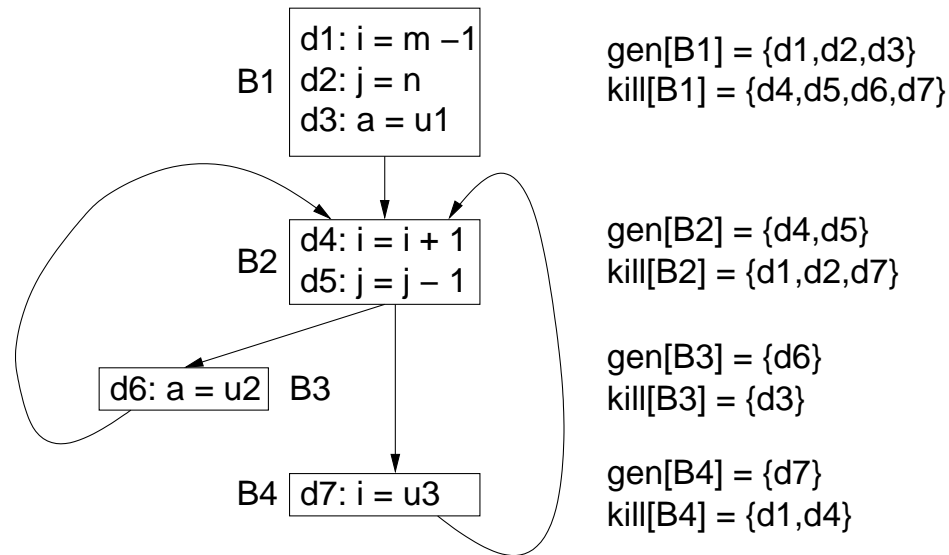 B1
d1: i = m −1
d2: j = n
d3: a = u1
gen[B1] = {d1,d2,d3}
kill[B1] = {d4,d5,d6,d7}
B2
d4: i = i + 1
d5: j = j − 1
gen[B2] = {d4,d5}
kill[B2] = {d1,d2,d7}
d6: a = u2
B3
gen[B3] = {d6}
kill[B3] = {d3}
B4
d7: i = u3
gen[B4] = {d7}
kill[B4] = {d1,d4}